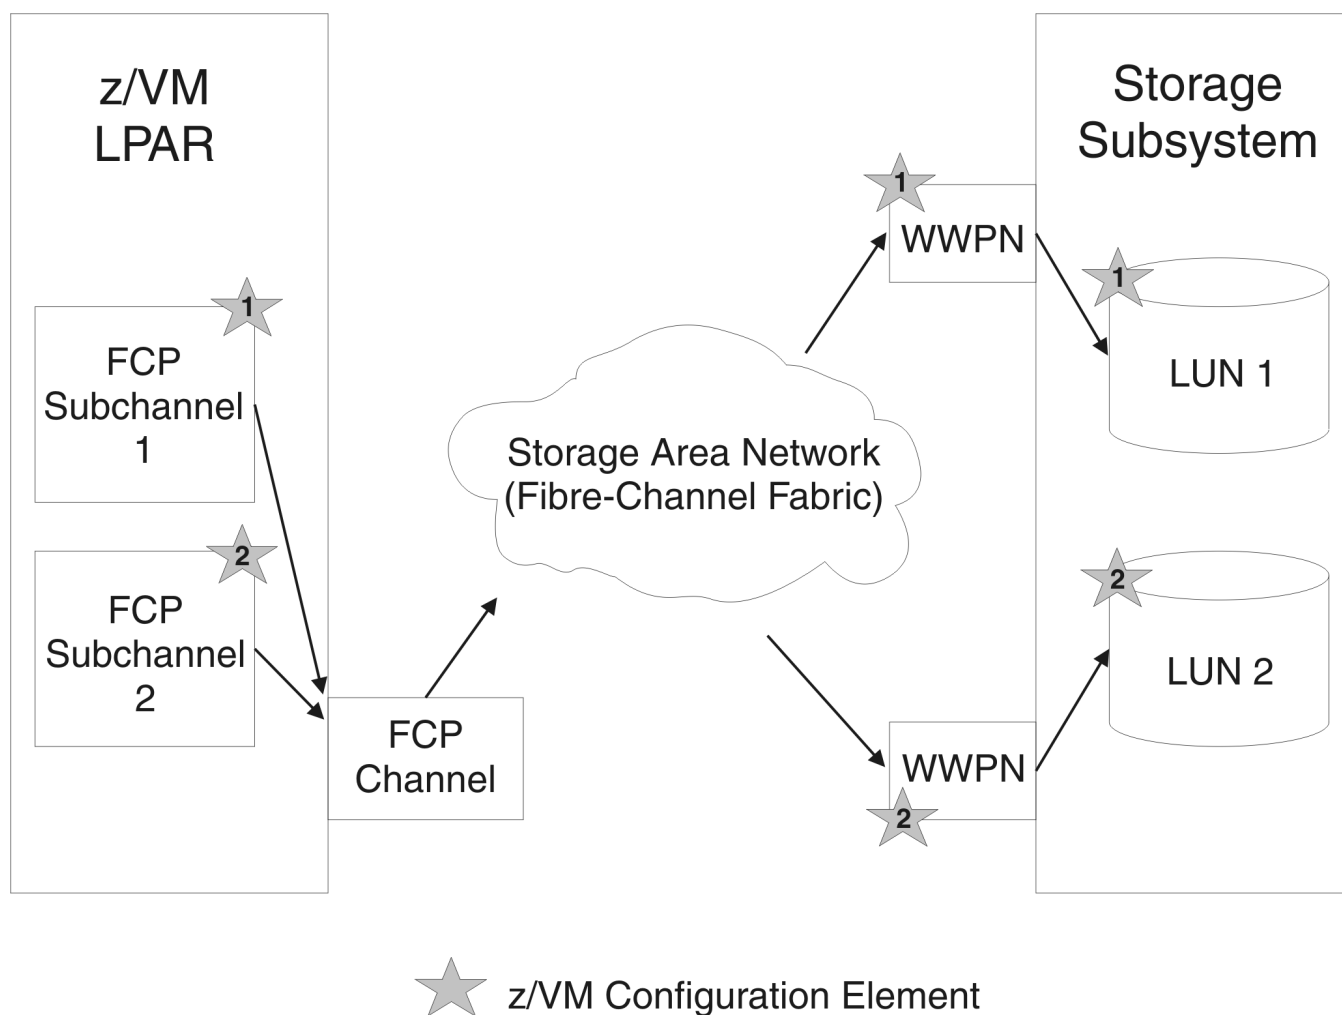 z/VM
LPAR
1
FCP
Subchannel
1
2
FCP
Subchannel
2
FCP
Channel
Storage Area Network
(Fibre-Channel Fabric)
1
WWPN
2
WWPN
Storage
Subsystem
1
LUN 1
2
LUN 2
z/VM Configuration Element